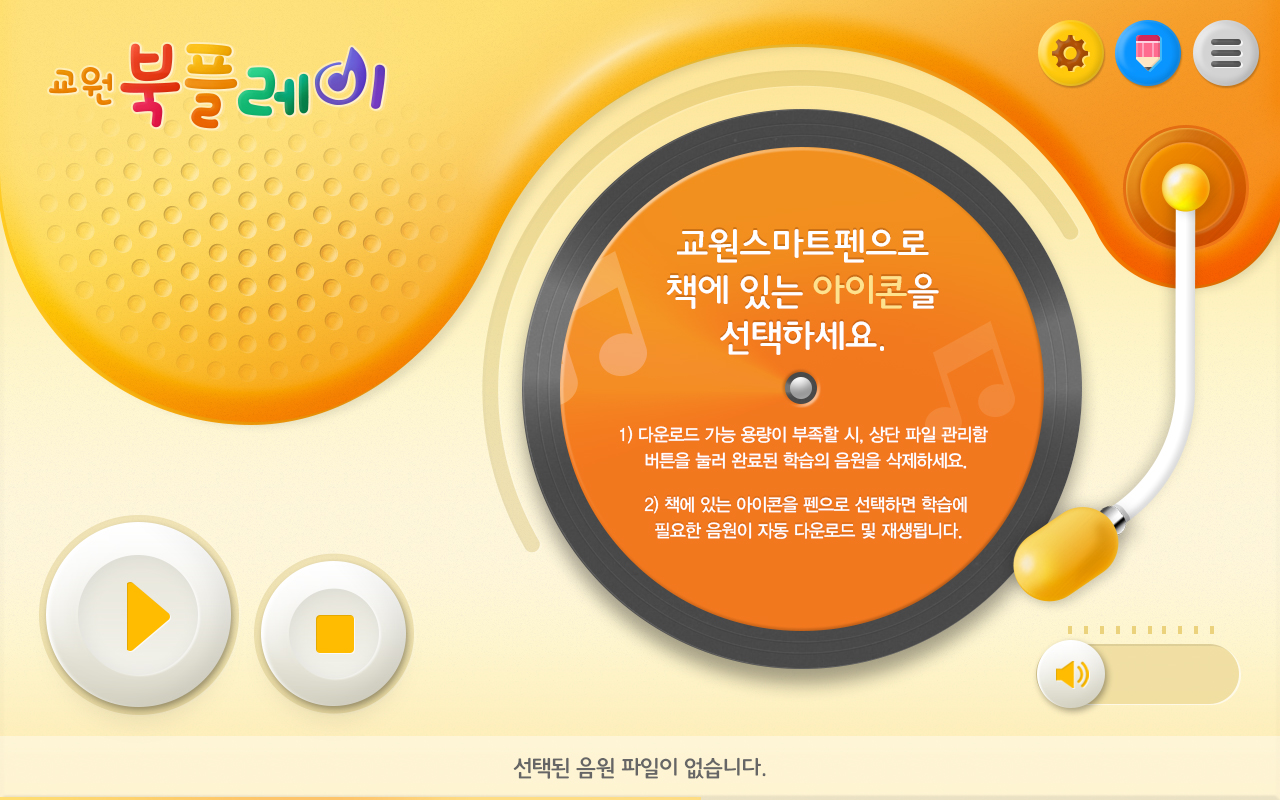 교원 북플레이
교원스마트펜으로
책에 있는 아이콘을
선택하세요.
1) 다운로드 가능 용량이 부족할 시, 상단 파일 관리함
버튼을 눌러 완료된 학습의 음원을 삭제하세요.
2) 책에 있는 아이콘을 펜으로 선택하면 학습에
필요한 음원이 자동 다운로드 및 재생됩니다.
선택된 음원 파일이 없습니다.